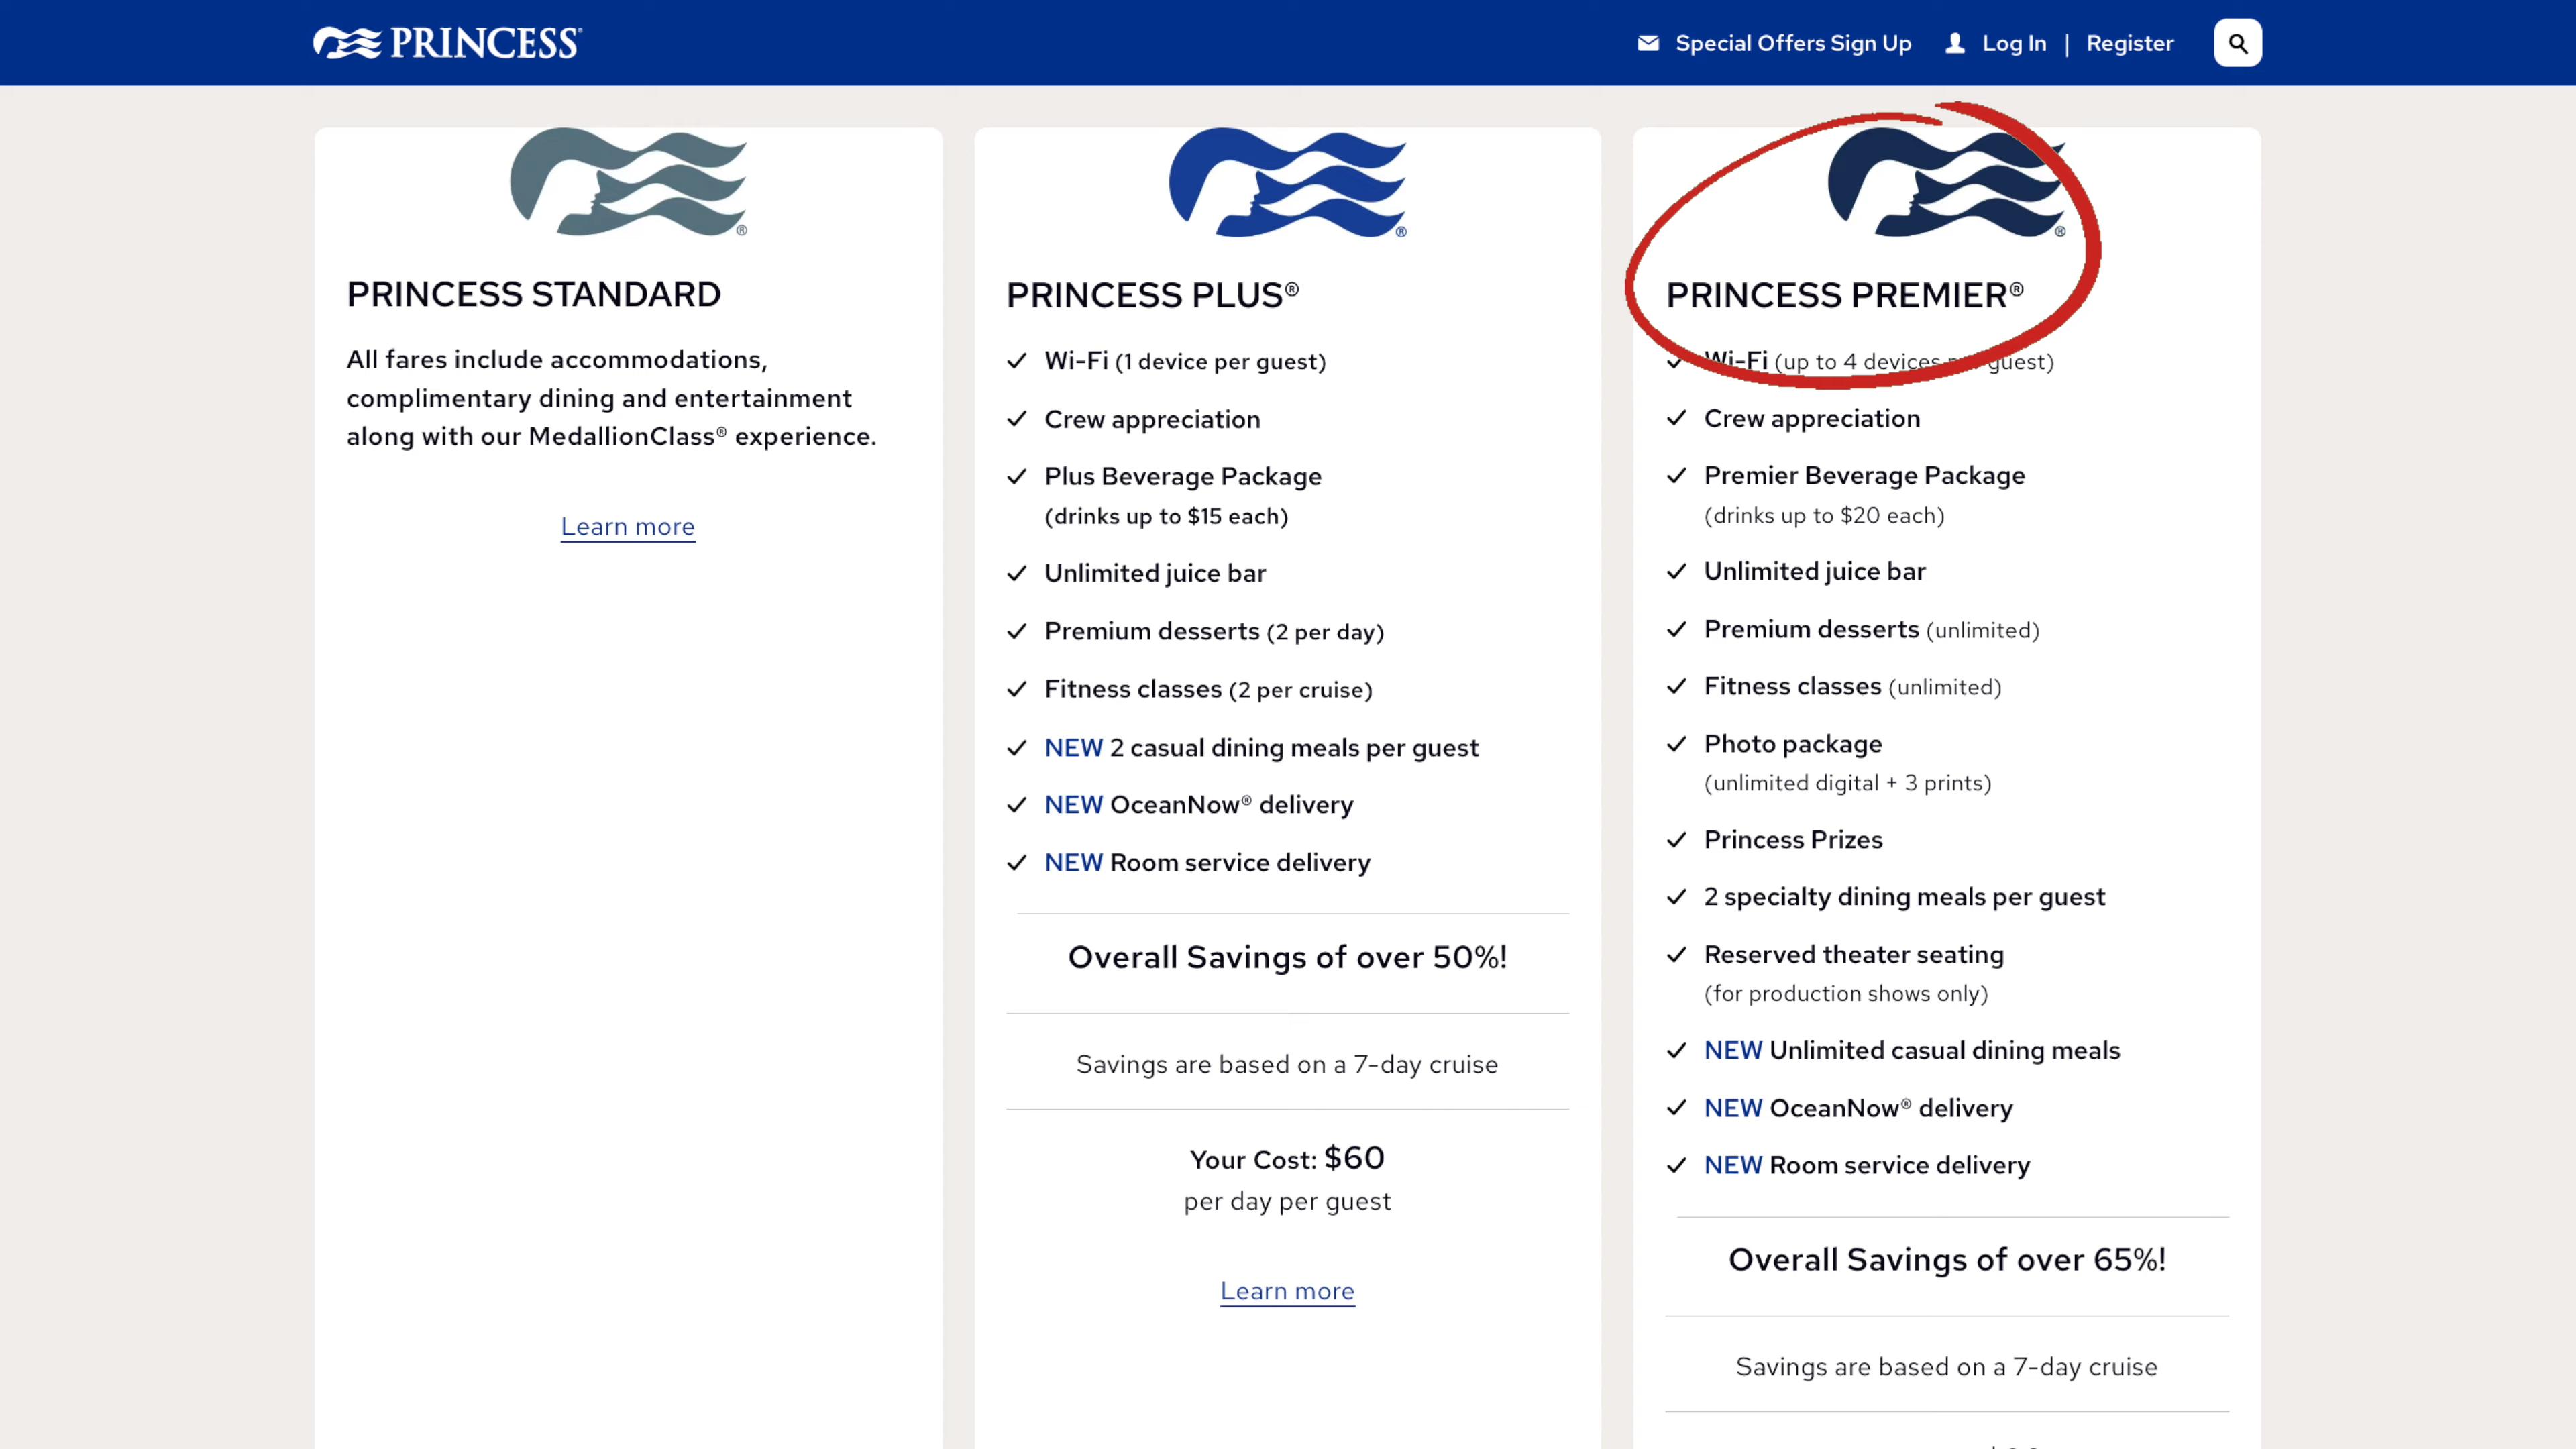 PRINCESS®
Special Offers Sign Up
Log In | Register
PRINCESS STANDARD
All fares include accommodations,
complimentary dining and entertainment
along with our MedallionClass® experience.
Learn more
PRINCESS PLUS®
Wi-Fi (1 device per guest)
Crew appreciation
Plus Beverage Package
(drinks up to $15 each)
Unlimited juice bar
Premium desserts (2 per day)
Fitness classes (2 per cruise)
NEW 2 casual dining meals per guest
NEW OceanNow® delivery
NEW Room service delivery
Overall Savings of over 50%!
Savings are based on a 7-day cruise
Your Cost: $60
per day per guest
Learn more
PRINCESS PREMIER®
Wi-Fi (up to 4 devices guest)
Crew appreciation
Premier Beverage Package
(drinks up to $20 each)
Unlimited juice bar
Premium desserts (unlimited)
Fitness classes (unlimited)
Photo package
(unlimited digital + 3 prints)
Princess Prizes
2 specialty dining meals per guest
Reserved theater seating
(for production shows only)
NEW Unlimited casual dining meals
NEW OceanNow® delivery
NEW Room service delivery
Overall Savings of over 65%!
Savings are based on a 7-day cruise